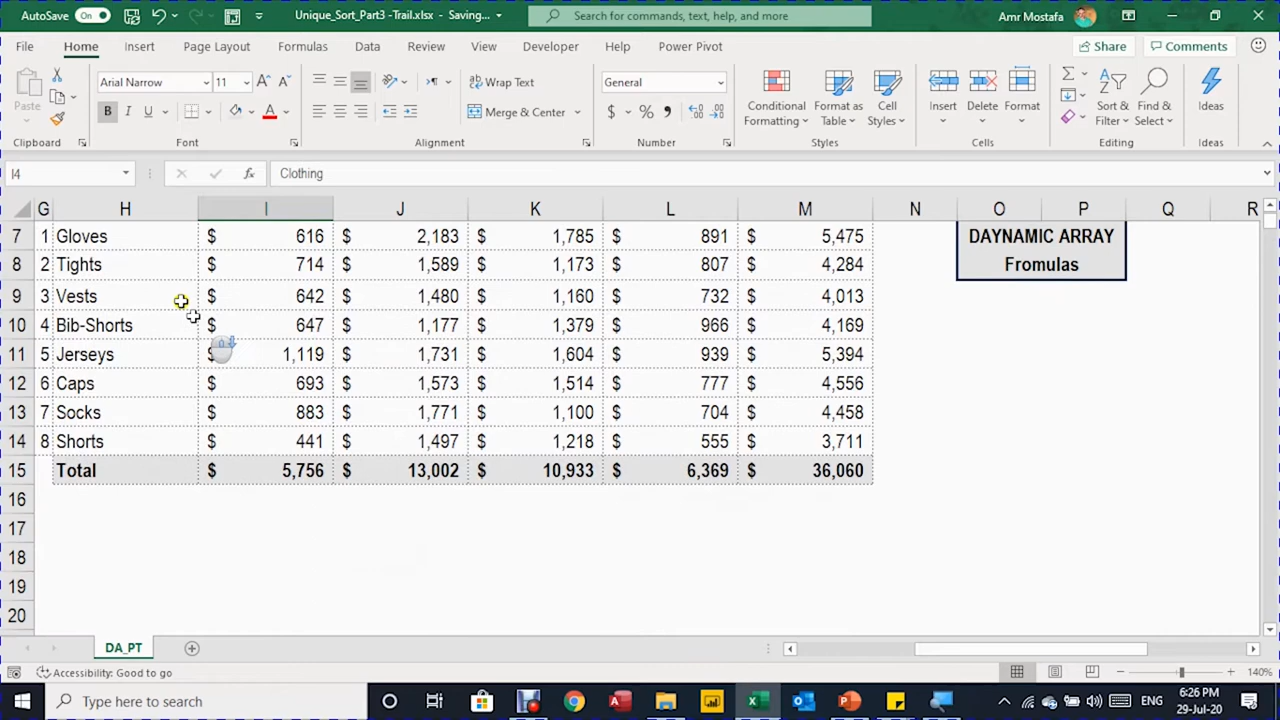 AutoSave On Unique_Sort_Part3 -Trail.xlsx - Saving... Search for commands, text, help, and more Amr Mostafa
File Home Insert Page Layout Formulas Data Review View Developer Help Power Pivot Share Comments
Paste Arial Narrow 11 Wrap Text General Conditional Formatting Format as Table Cell Styles Insert Delete Format Sort & Filter Find & Select Ideas
B I U A Merge & Center $ % ,
Clipboard Font Alignment Number Styles Cells Editing Ideas
I4 fx Clothing
G H I J K L M N O P Q R
7 1 Gloves $ 616 $ 2,183 $ 1,785 $ 891 $ 5,475 DAYNAMIC ARRAY
8 2 Tights $ 714 $ 1,589 $ 1,173 $ 807 $ 4,284 Fromulas
9 3 Vests $ 642 $ 1,480 $ 1,160 $ 732 $ 4,013
10 4 Bib-Shorts $ 647 $ 1,177 $ 1,379 $ 966 $ 4,169
11 5 Jerseys $ 1,119 $ 1,731 $ 1,604 $ 939 $ 5,394
12 6 Caps $ 693 $ 1,573 $ 1,514 $ 777 $ 4,556
13 7 Socks $ 883 $ 1,771 $ 1,100 $ 704 $ 4,458
14 8 Shorts $ 441 $ 1,497 $ 1,218 $ 555 $ 3,711
15 Total $ 5,756 $ 13,002 $ 10,933 $ 6,369 $ 36,060
16
17
18
19
20
DA_PT
Accessibility: Good to go 140%
Type here to search ENG 6:26 PM
29-Jul-20